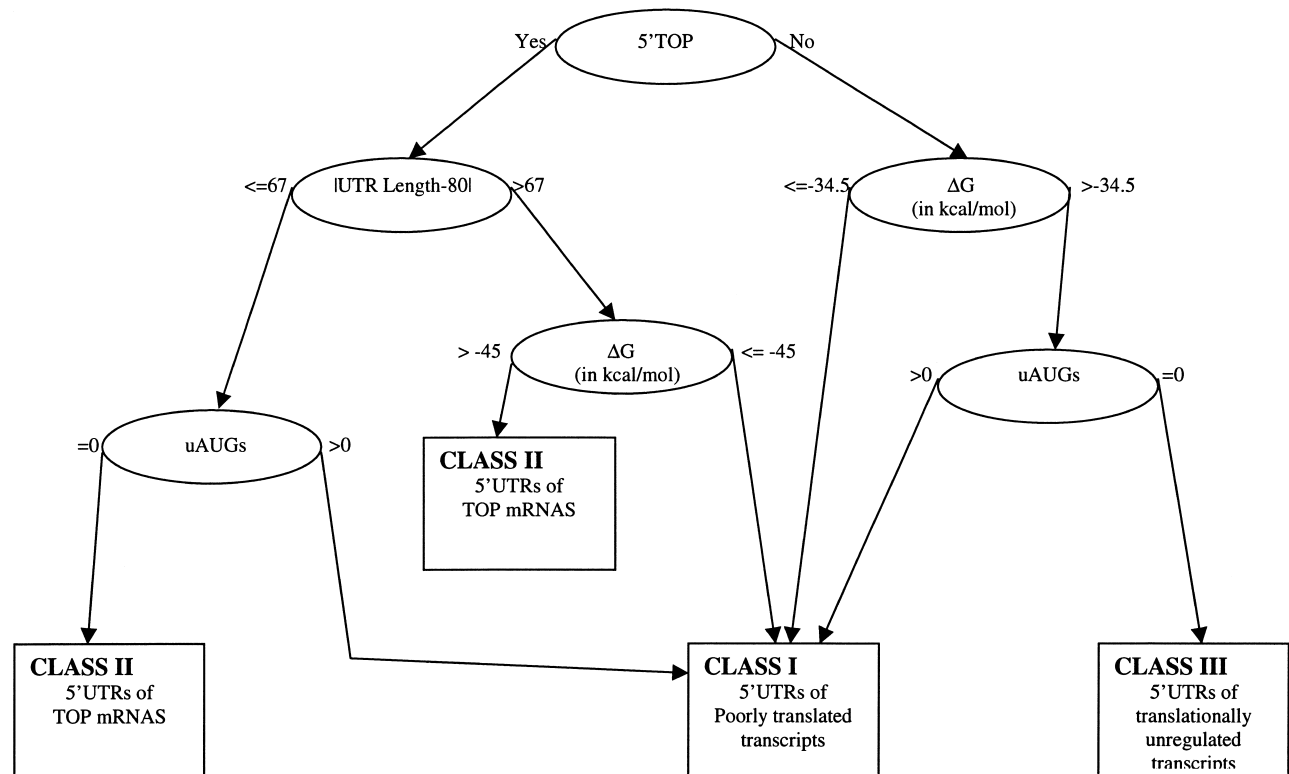 Yes
5'TOP
No
<=67
|UTR Length-80|
>67
<=-34.5
ΔG
(in kcal/mol)
>-34.5
> -45
ΔG
(in kcal/mol)
<= -45
>0
uAUGs
=0
=0
uAUGs
>0
CLASS II
5'UTRs of
TOP mRNAS
CLASS II
5'UTRs of
TOP mRNAS
CLASS I
5'UTRs of
Poorly translated
transcripts
CLASS III
5'UTRs of
translationally
unregulated
transcripts